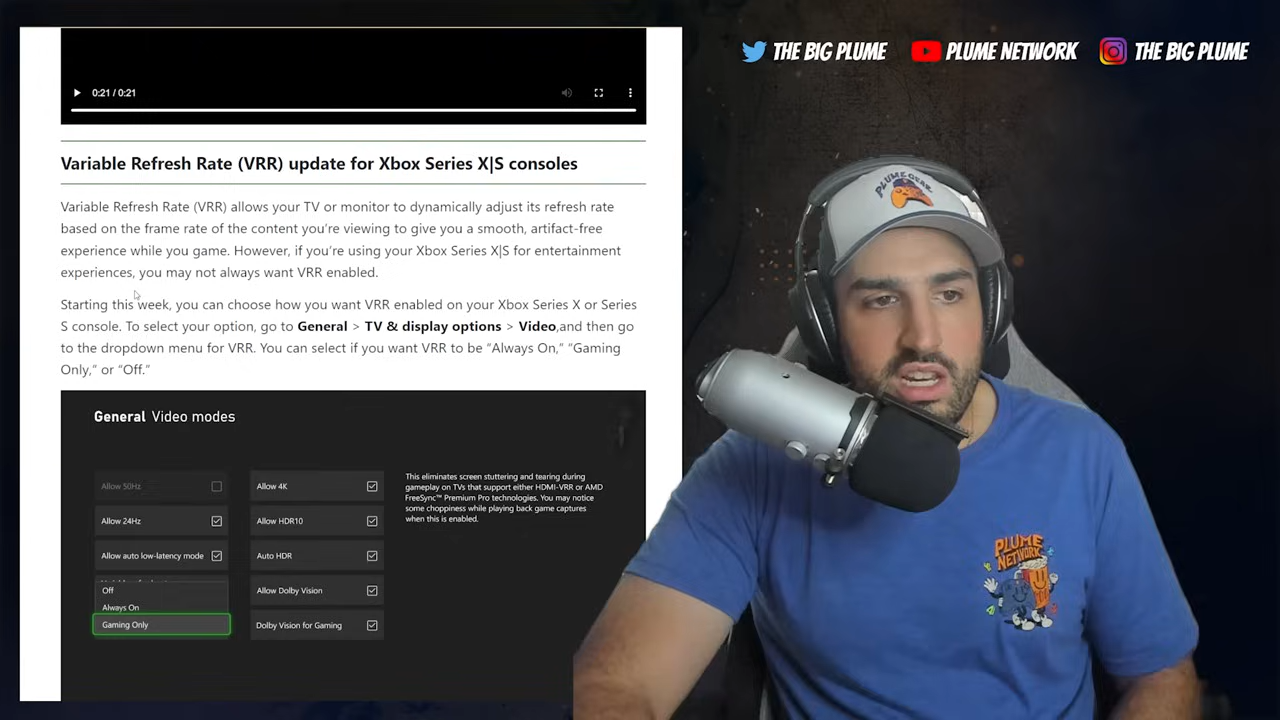 THE BIG PLUME
PLUME NETWORK
THE BIG PLUME
0:21 / 0:21
Variable Refresh Rate (VRR) update for Xbox Series X|S consoles
Variable Refresh Rate (VRR) allows your TV or monitor to dynamically adjust its refresh rate
based on the frame rate of the content you’re viewing to give you a smooth, artifact-free
experience while you game. However, if you’re using your Xbox Series X|S for entertainment
experiences, you may not always want VRR enabled.
Starting this week, you can choose how you want VRR enabled on your Xbox Series X or Series
S console. To select your option, go to General > TV & display options > Video,and then go
to the dropdown menu for VRR. You can select if you want VRR to be “Always On,” “Gaming
Only,” or “Off.”
General Video modes
Allow 50Hz
Allow 24Hz
Allow auto low-latency mode
Off
Always On
Gaming Only
Allow 4K
Allow HDR10
Auto HDR
Allow Dolby Vision
Dolby Vision for Gaming
This eliminates screen stuttering and tearing during
gameplay on TVs that support either HDMI-VRR or AMD
FreeSync™ Premium Pro technologies. You may notice
some choppiness while playing back game captures
when this is enabled.
PLUME GEAR
PLUME
NETWORK